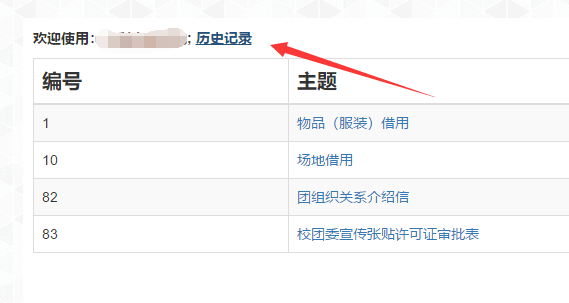 欢迎使用: ; 历史记录
编号 主题
1 物品（服装）借用
10 场地借用
82 团组织关系介绍信
83 校团委宣传张贴许可证审批表